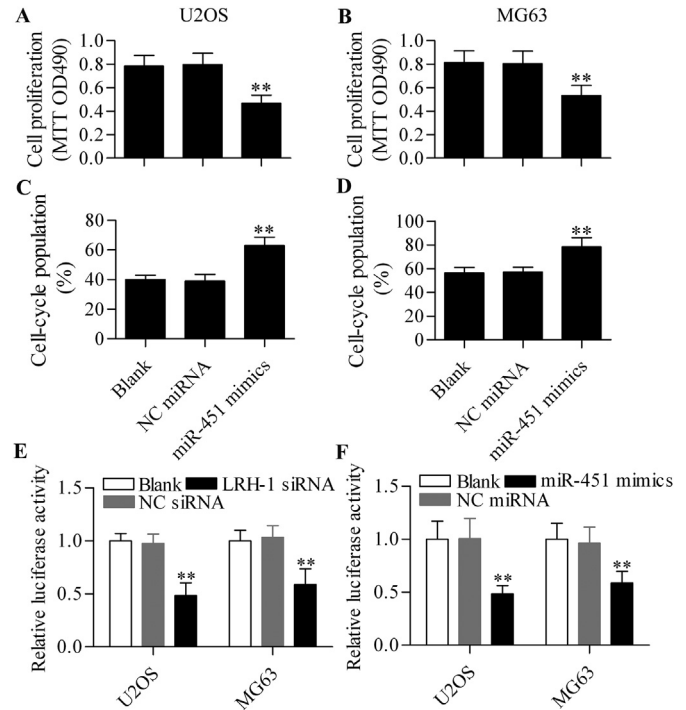 A U2OS
Cell proliferation
(MTT OD490)
1.0
0.8
0.6
0.4
0.2
0.0
**
B MG63
Cell proliferation
(MTT OD490)
1.0
0.8
0.6
0.4
0.2
0.0
**
C
Cell-cycle population
(%)
80
60
40
20
0
**
Blank
NC miRNA
miR-451 mimics
D
Cell-cycle population
(%)
100
80
60
40
20
0
**
Blank
NC miRNA
miR-451 mimics
E
Blank LRH-1 siRNA
NC siRNA
Relative luciferase activity
1.5
1.0
0.5
0.0
** **
U2OS
MG63
F
Blank miR-451 mimics
NC miRNA
Relative luciferase activity
1.5
1.0
0.5
0.0
** **
U2OS
MG63